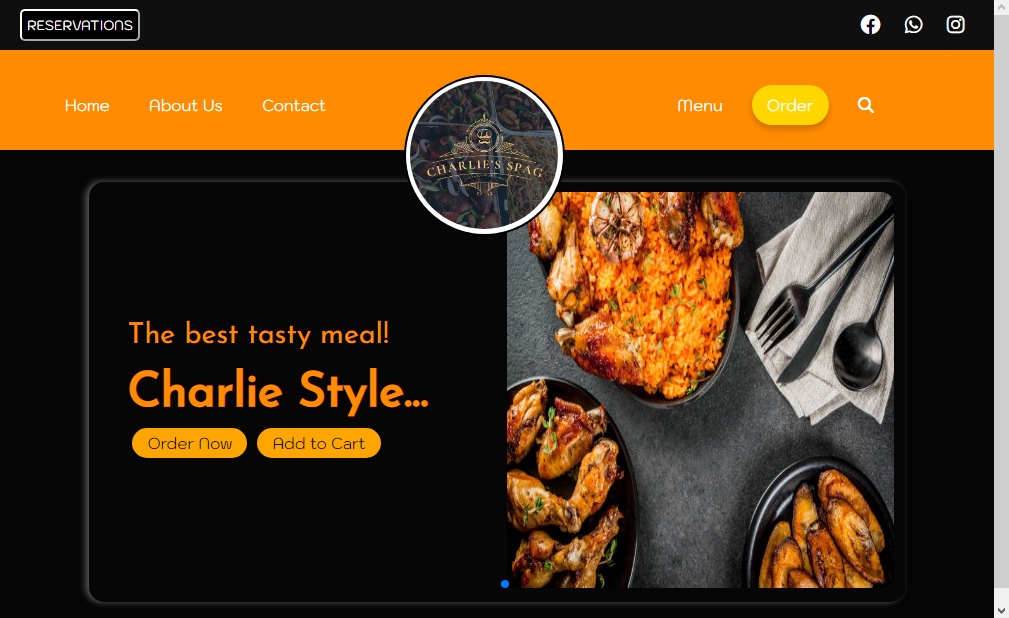 RESERVATIONS
Home About Us Contact Menu Order
CHARLIE'S SPAG
The best tasty meal!
Charlie Style...
Order Now Add to Cart